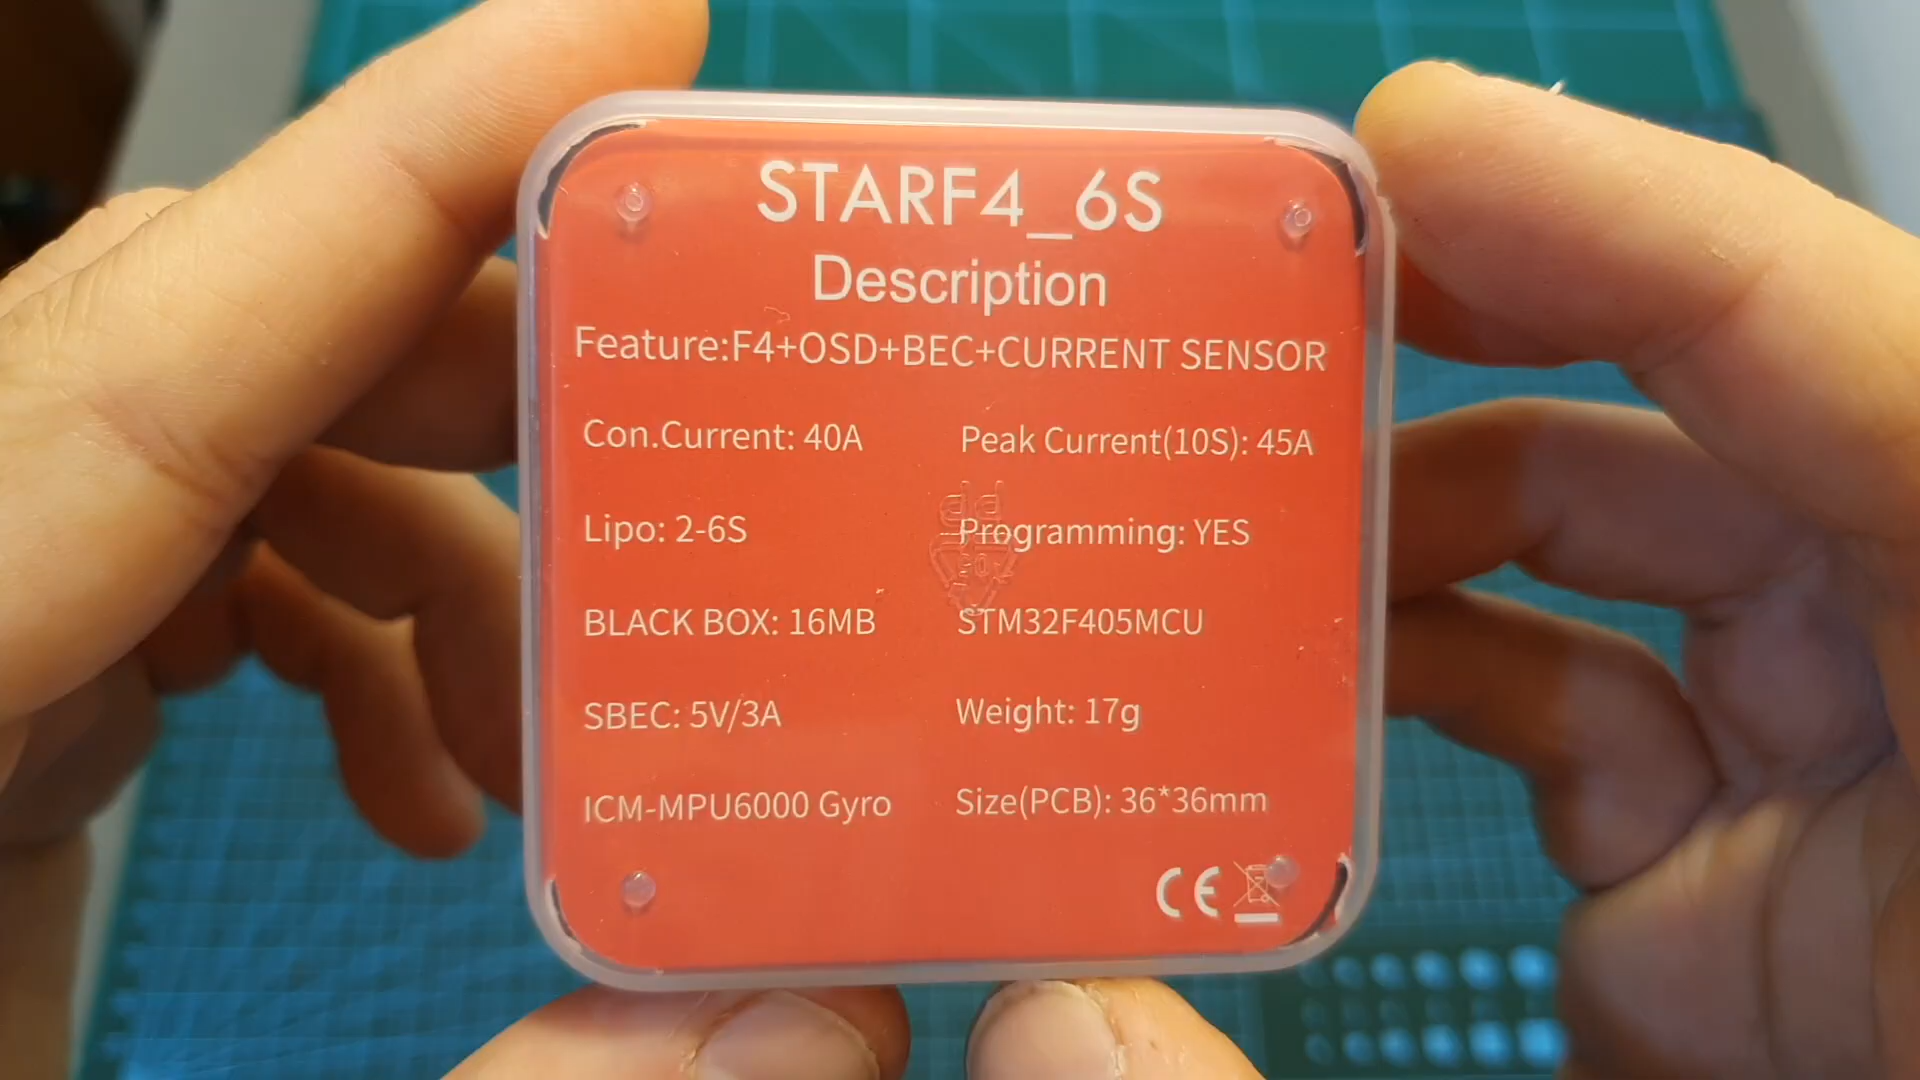 STARF4_6S
Description
Feature:F4+OSD+BEC+CURRENT SENSOR
Con.Current: 40A
Peak Current(10S): 45A
Lipo: 2-6S
Programming: YES
BLACK BOX: 16MB
STM32F405MCU
SBEC: 5V/3A
Weight: 17g
ICM-MPU6000 Gyro
Size(PCB): 36*36mm
CE